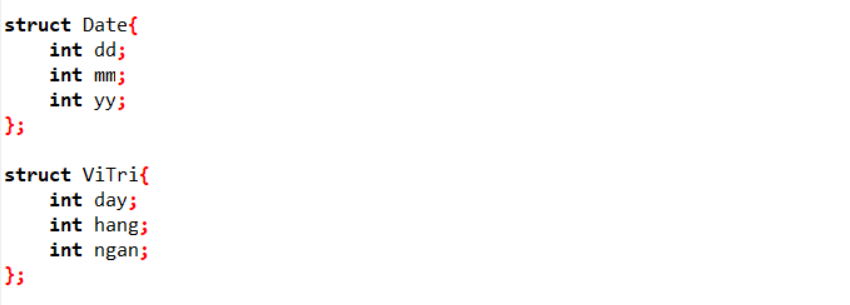 struct Date{
    int dd;
    int mm;
    int yy;
};

struct ViTri{
    int day;
    int hang;
    int ngan;
};